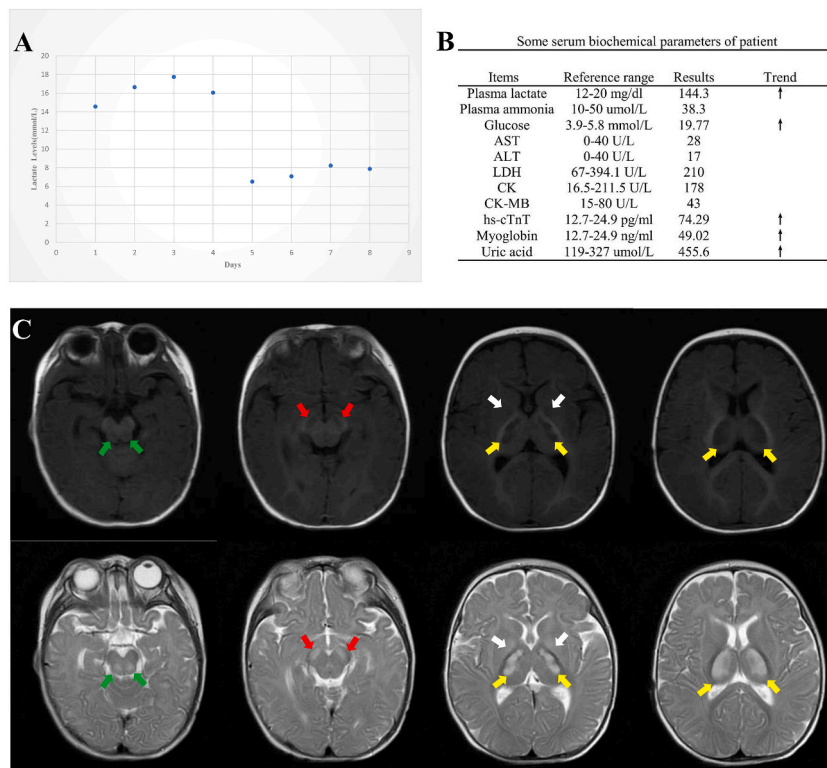 A
20
18
16
14
12
10
8
6
4
2
0
Lactate Levels(mmol/L)
0 1 2 3 4 5 6 7 8 9
Days
B
Some serum biochemical parameters of patient
Items Reference range Results Trend
Plasma lactate 12-20 mg/dl 144.3 ↑
Plasma ammonia 10-50 umol/L 38.3
Glucose 3.9-5.8 mmol/L 19.77 ↑
AST 0-40 U/L 28
ALT 0-40 U/L 17
LDH 67-394.1 U/L 210
CK 16.5-211.5 U/L 178
CK-MB 15-80 U/L 43
hs-cTnT 12.7-24.9 pg/ml 74.29 ↑
Myoglobin 12.7-24.9 ng/ml 49.02 ↑
Uric acid 119-327 umol/L 455.6 ↑
C